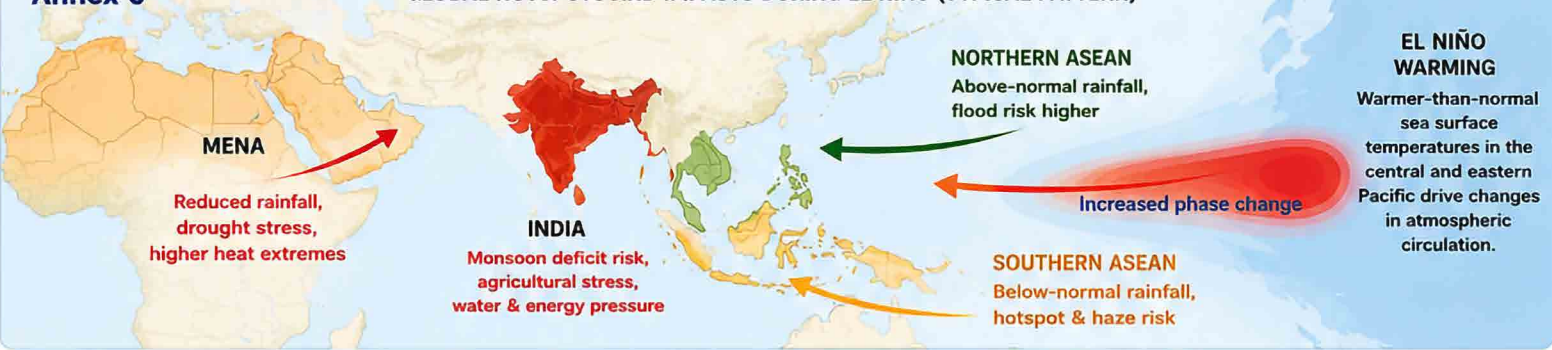 MENA
Reduced rainfall,
drought stress,
higher heat extremes
INDIA
Monsoon deficit risk,
agricultural stress,
water & energy pressure
NORTHERN ASEAN
Above-normal rainfall,
flood risk higher
Increased phase change
SOUTHERN ASEAN
Below-normal rainfall,
hotspot & haze risk
EL NIÑO
WARMING
Warmer-than-normal
sea surface
temperatures in the
central and eastern
Pacific drive changes
in atmospheric
circulation.